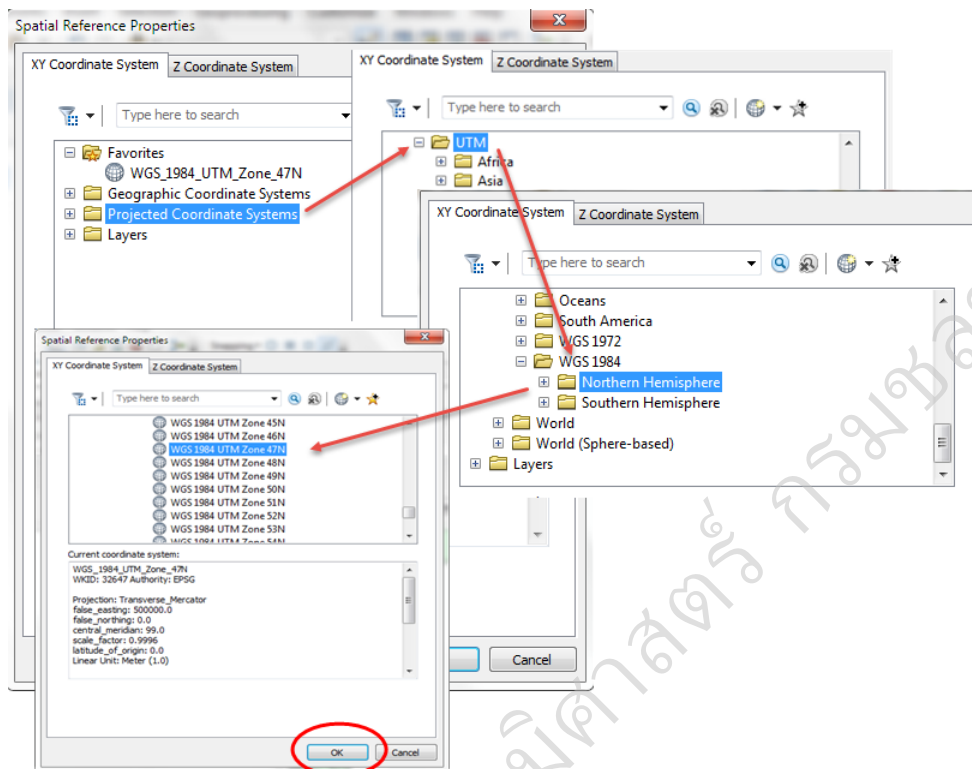 Spatial Reference Properties
XY Coordinate System
Z Coordinate System
Type here to search
Favorites
WGS_1984_UTM_Zone_47N
Geographic Coordinate Systems
Projected Coordinate Systems
Layers
Cancel
XY Coordinate System
Z Coordinate System
Type here to search
UTM
Africa
Asia
XY Coordinate System
Z Coordinate System
Type here to search
Oceans
South America
WGS 1972
WGS 1984
Northern Hemisphere
Southern Hemisphere
World
World (Sphere-based)
Layers
Spatial Reference Properties
XY Coordinate System
Z Coordinate System
Type here to search
WGS 1984 UTM Zone 45N
WGS 1984 UTM Zone 46N
WGS 1984 UTM Zone 47N
WGS 1984 UTM Zone 48N
WGS 1984 UTM Zone 49N
WGS 1984 UTM Zone 50N
WGS 1984 UTM Zone 51N
WGS 1984 UTM Zone 52N
WGS 1984 UTM Zone 53N
WGS 1984 UTM Zone 54N
Current coordinate system:
WGS_1984_UTM_Zone_47N
WKID: 32647 Authority: EPSG
Projection: Transverse_Mercator
false_easting: 500000.0
false_northing: 0.0
central_meridian: 99.0
scale_factor: 0.9996
latitude_of_origin: 0.0
Linear Unit: Meter (1.0)
OK
Cancel